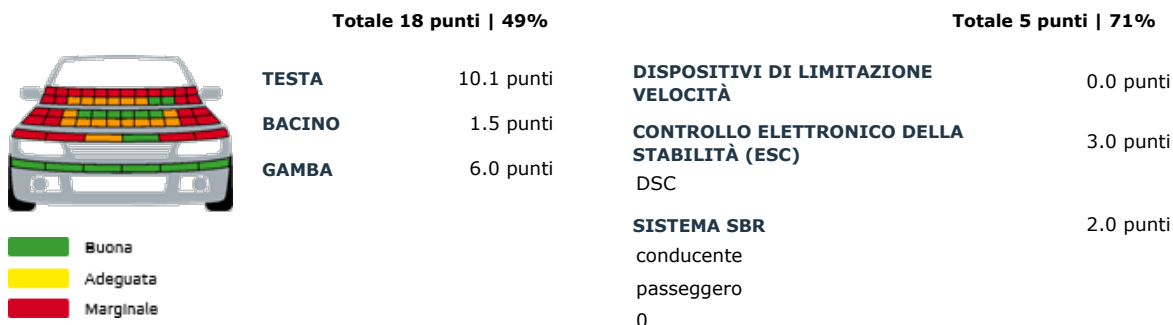 Totale 18 punti | 49%
TESTA 10.1 punti
BACINO 1.5 punti
GAMBA 6.0 punti
Buona
Adeguata
Marginale
Totale 5 punti | 71%
DISPOSITIVI DI LIMITAZIONE
VELOCITÀ 0.0 punti
CONTROLLO ELETTRONICO DELLA
STABILITÀ (ESC) 3.0 punti
DSC
SISTEMA SBR 2.0 punti
conducente
passeggero
0